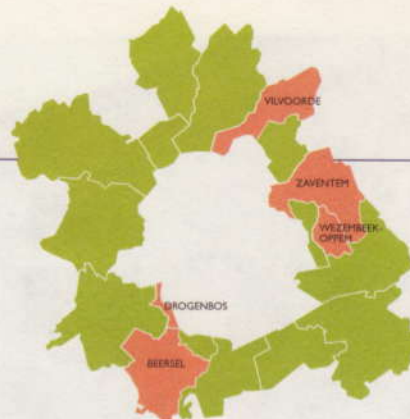 VILVOORDE
ZAVENTEM
WEZEMBEEK-
OPPEM
DROGENBOS
BEERSEL